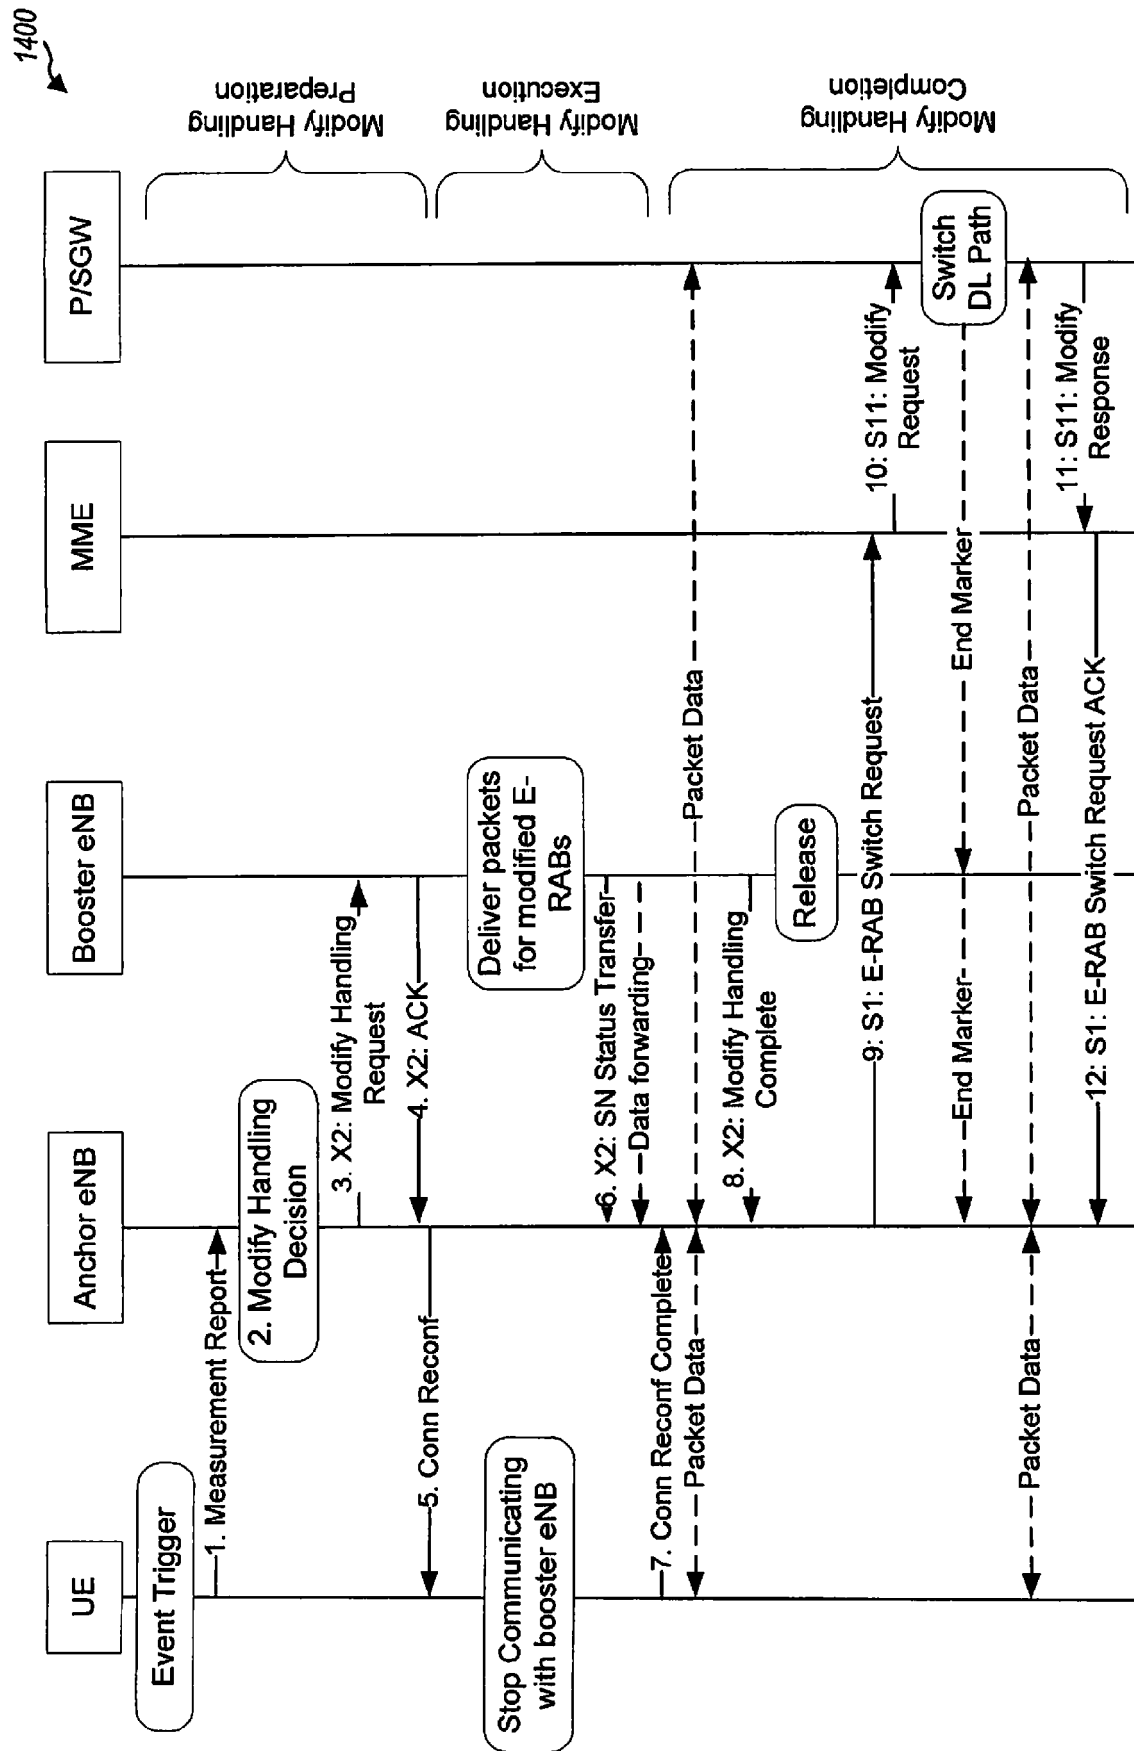 1400
UE
Anchor eNB
Booster eNB
MME
P/SGW
Event Trigger
1. Measurement Report
2. Modify Handling
Decision
3. X2: Modify Handling
Request
4. X2: ACK
5. Conn Reconf
Modify Handling
Preparation
Stop Communicating
with booster eNB
Deliver packets
for modified E-
RABs
6. X2: SN Status Transfer
Data forwarding
7. Conn Reconf Complete
Modify Handling
Execution
Packet Data
Packet Data
8. X2: Modify Handling
Complete
Release
9: S1: E-RAB Switch Request
10: S11: Modify
Request
Switch
DL Path
End Marker
End Marker
Packet Data
Packet Data
11: S11: Modify
Response
12: S1: E-RAB Switch Request ACK
Modify Handling
Completion